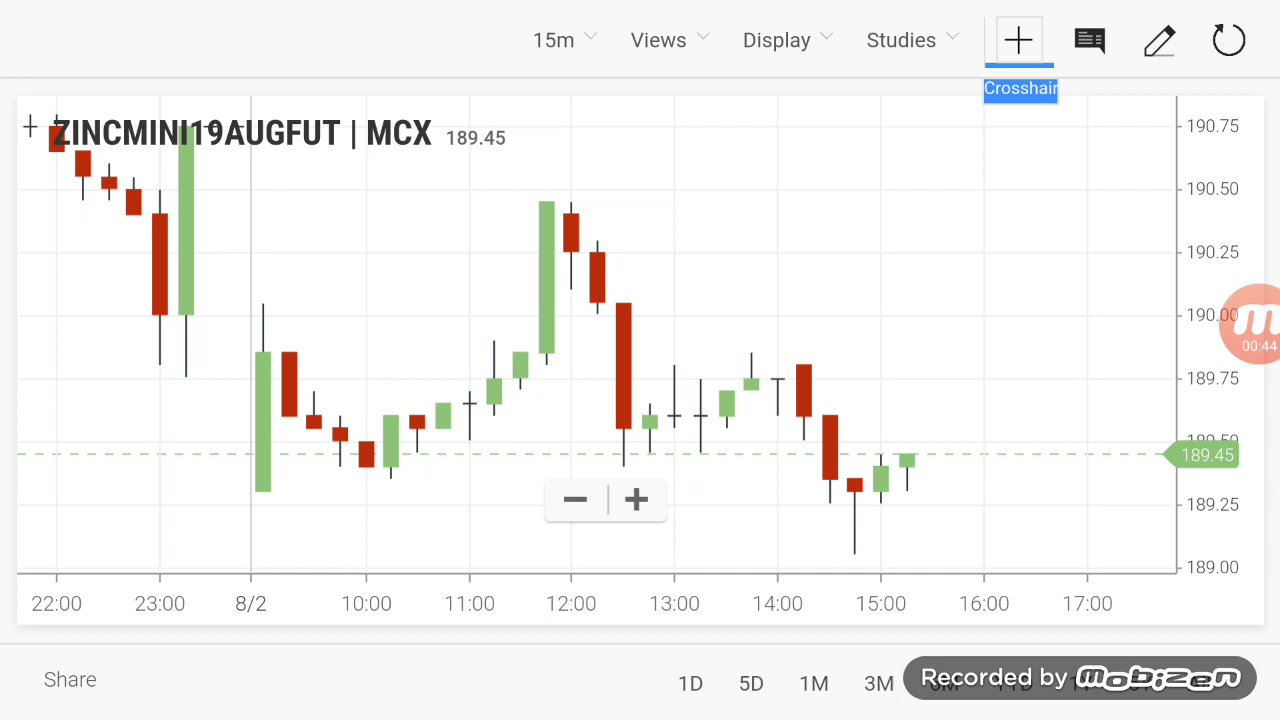 15m Views Display Studies
Crosshair
ZINCMINI19AUGFUT | MCX 189.45
190.75
190.50
190.25
190.00
00:44
189.75
189.50
189.45
189.25
189.00
22:00 23:00 8/2 10:00 11:00 12:00 13:00 14:00 15:00 16:00 17:00
Share
1D 5D 1M 3M
Recorded by mobizen